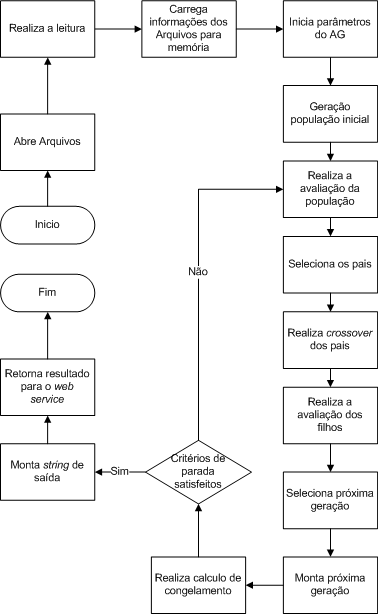 Realiza a leitura
Carrega
informações dos
Arquivos para
memória
Inicia parâmetros
do AG
Geração
população inicial
Abre Arquivos
Realiza a
avaliação da
população
Inicio
Não
Seleciona os pais
Fim
Realiza crossover
dos pais
Retorna resultado
para o web
service
Realiza a
avaliação dos
filhos
Critérios de
parada
satisfeitos
Sim
Monta string de
saída
Seleciona próxima
geração
Realiza calculo de
congelamento
Monta próxima
geração